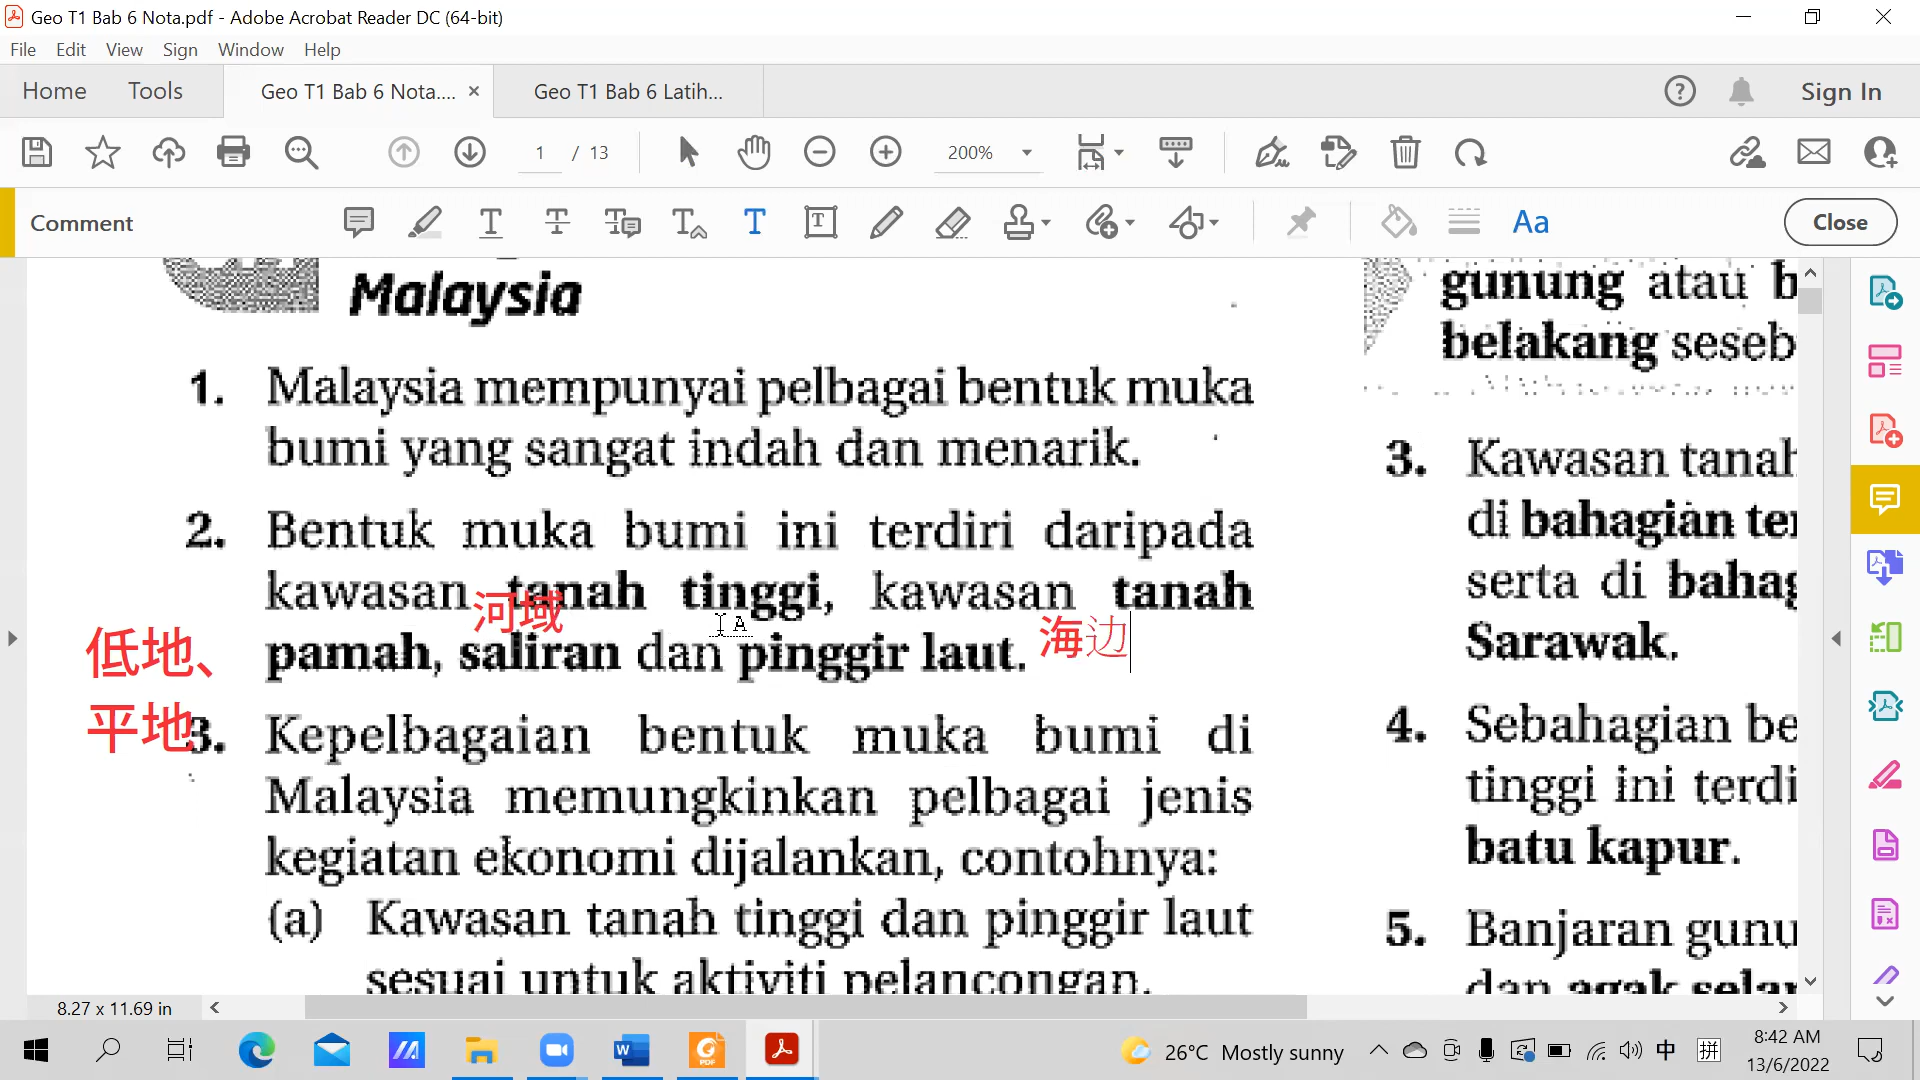 Geo T1 Bab 6 Nota.pdf - Adobe Acrobat Reader DC (64-bit)
File Edit View Sign Window Help
Home Tools Geo T1 Bab 6 Nota.... × Geo T1 Bab 6 Latih... Sign In
1 / 13 200%
Comment Close
Malaysia
1. Malaysia mempunyai pelbagai bentuk muka
bumi yang sangat indah dan menarik.
2. Bentuk muka bumi ini terdiri daripada
kawasan tanah tinggi, kawasan tanah
河域
海边
低地、
pamah, saliran dan pinggir laut.
平地
3. Kepelbagaian bentuk muka bumi di
Malaysia memungkinkan pelbagai jenis
kegiatan ekonomi dijalankan, contohnya:
(a) Kawasan tanah tinggi dan pinggir laut
sesuai untuk aktiviti pelancongan.
gunung atau b
belakang seseb
3. Kawasan tanah
di bahagian ter
serta di bahag
Sarawak.
4. Sebahagian be
tinggi ini terdi
batu kapur.
5. Banjaran gunu
dan agak selar
8.27 x 11.69 in
26°C Mostly sunny 中 拼 8:42 AM
13/6/2022